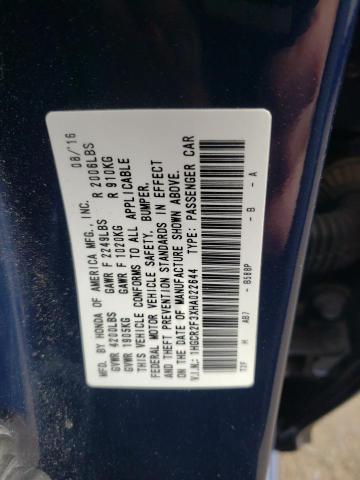 MFD. BY HONDA OF AMERICA MFG., INC. 08/16
GVWR 4200LBS GAWR F 2249LBS R 2006LBS
GVWR 1905KG GAWR F 1020KG R 910KG
THIS VEHICLE CONFORMS TO ALL APPLICABLE
FEDERAL MOTOR VEHICLE SAFETY, BUMPER,
AND THEFT PREVENTION STANDARDS IN EFFECT
ON THE DATE OF MANUFACTURE SHOWN ABOVE.
V.I.N.: 1HGCR2F3XHA022644 TYPE: PASSENGER CAR
T2F H AB7 - B588P - B - A